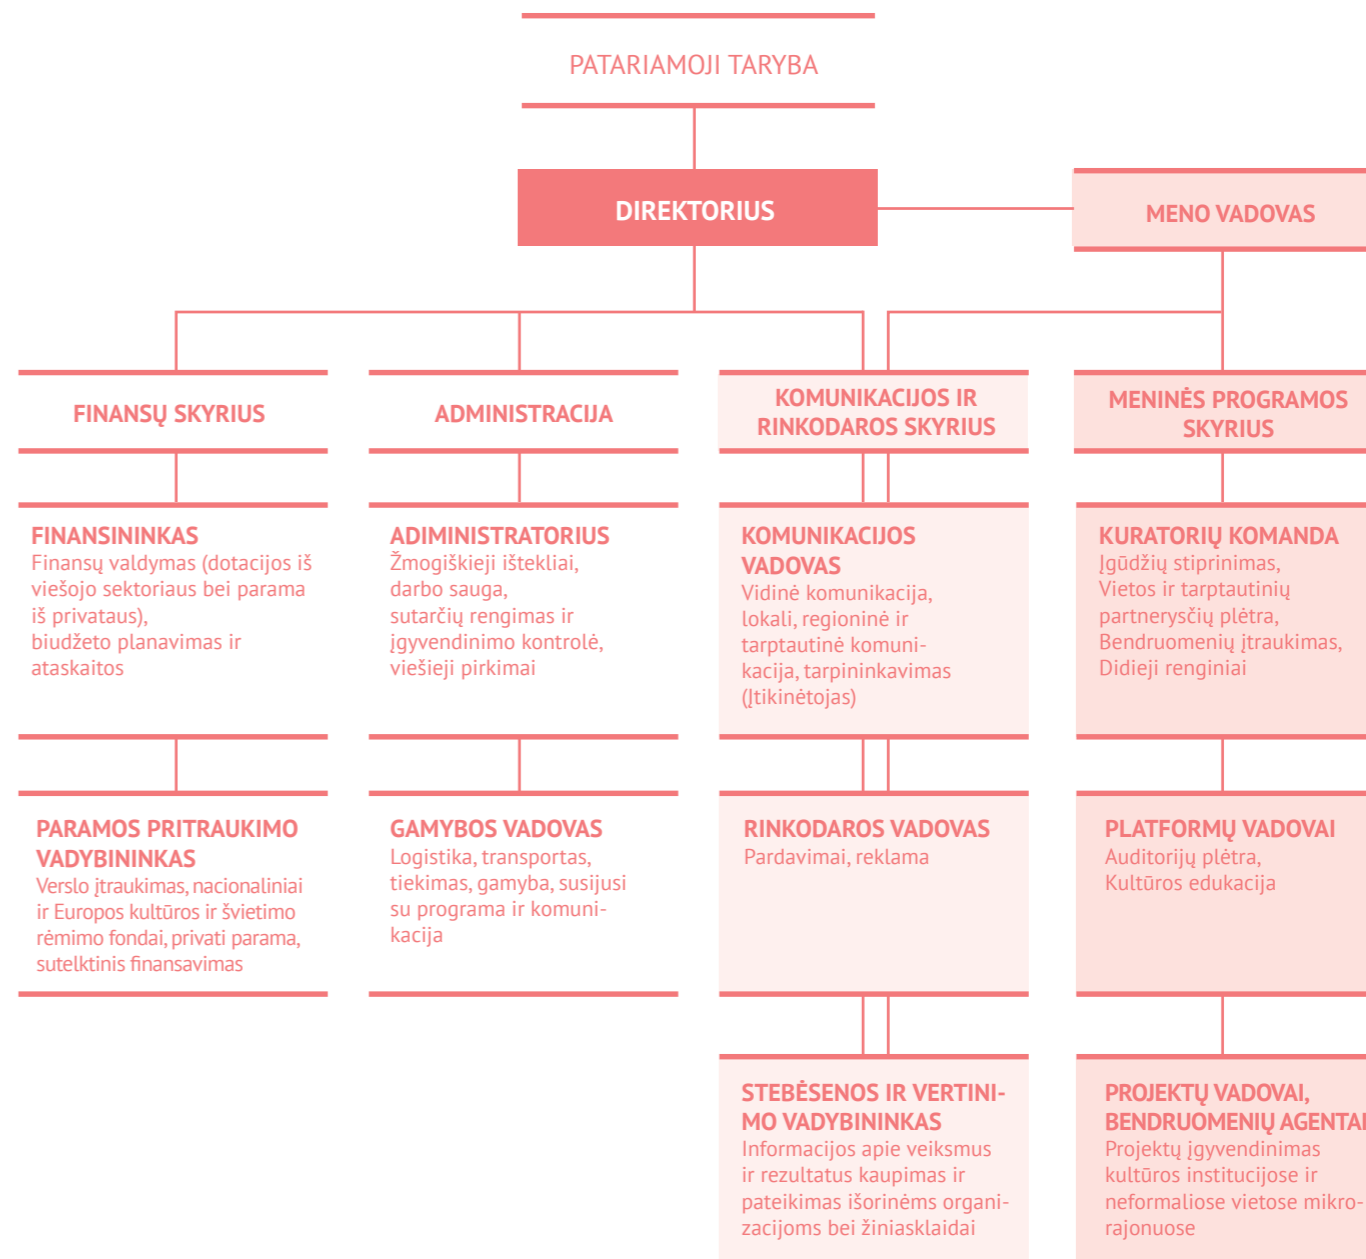 PATARIAMOJI TARYBA
DIREKTORIUS
MENO VADOVAS
FINANSŲ SKYRIUS
ADMINISTRACIJA
KOMUNIKACIJOS IR
RINKODAROS SKYRIUS
MENINĖS PROGRAMOS
SKYRIUS
FINANSININKAS
Finansų valdymas (dotacijos iš
viešojo sektoriaus bei parama
iš privataus),
biudžeto planavimas ir
ataskaitos
ADIMINISTRATORIUS
Žmogiškieji ištekliai,
darbo sauga,
sutarčių rengimas ir
įgyvendinimo kontrolė,
viešieji pirkimai
KOMUNIKACIJOS
VADOVAS
Vidinė komunikacija,
lokali, regioninė ir
tarptautinė komuni-
kacija, tarpininkavimas
(Įtikinėtojas)
KURATORIŲ KOMANDA
Įgūdžių stiprinimas,
Vietos ir tarptautinių
partnerysčių plėtra,
Bendruomenių įtraukimas,
Didieji renginiai
PARAMOS PRITRAUKIMO
VADYBININKAS
Verslo įtraukimas, nacionaliniai
ir Europos kultūros ir švietimo
rėmimo fondai, privati parama,
sutelktinis finansavimas
GAMYBOS VADOVAS
Logistika, transportas,
tiekimas, gamyba, susijusi
su programa ir komuni-
kacija
RINKODAROS VADOVAS
Pardavimai, reklama
PLATFORMŲ VADOVAI
Auditorijų plėtra,
Kultūros edukacija
STEBĖSENOS IR VERTINI-
MO VADYBININKAS
Informacijos apie veiksmus
ir rezultatus kaupimas ir
pateikimas išorinėms organi-
zacijoms bei žiniasklaidai
PROJEKTŲ VADOVAI,
BENDRUOMENIŲ AGENTAI
Projektų įgyvendinimas
kultūros institucijose ir
neformaliose vietose mikro-
rajonuose